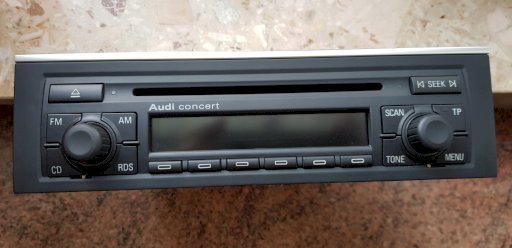 SEEK
Audi concert
FM AM
SCAN TP
CD RDS
TONE MENU